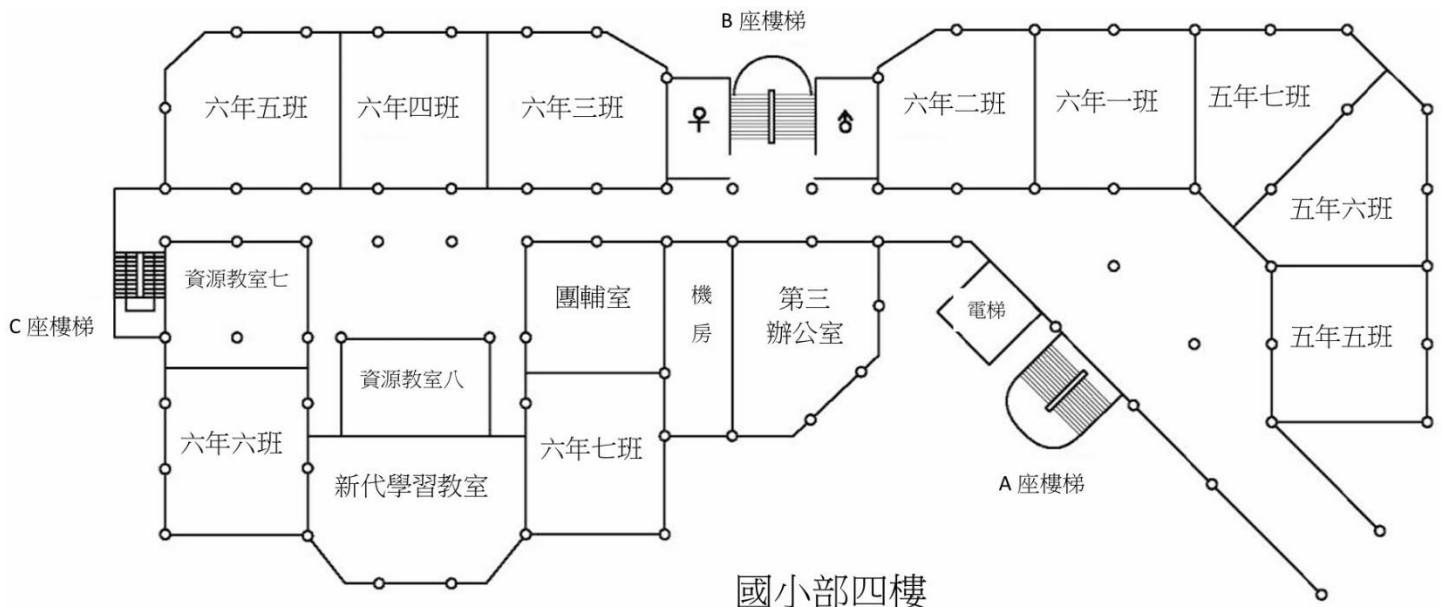 B 座樓梯
六年五班
六年四班
六年三班
六年二班
六年一班
五年七班
五年六班
資源教室七
團輔室
機
房
第三
辦公室
電梯
C 座樓梯
五年五班
資源教室八
六年六班
六年七班
新代學習教室
A 座樓梯
國小部四樓